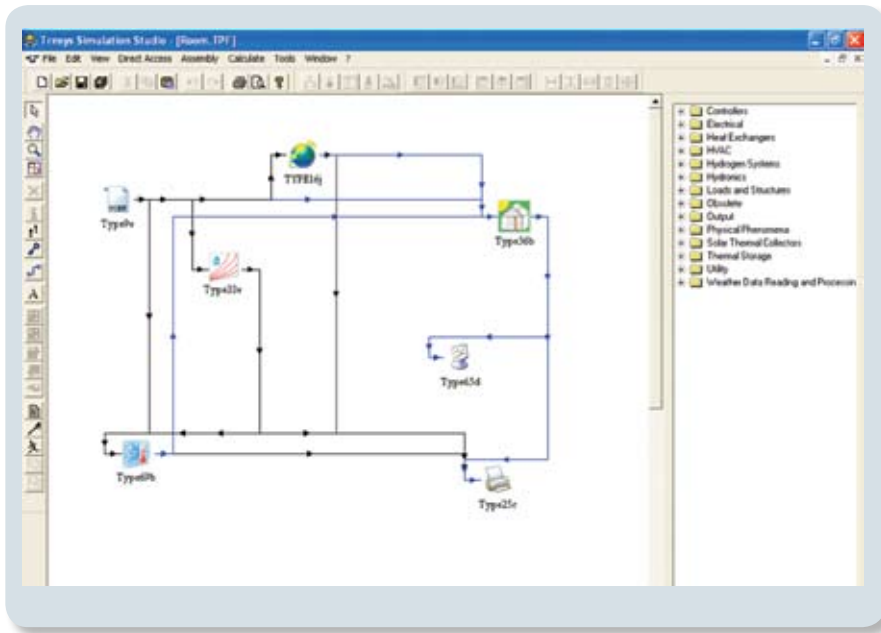 Trnsys Simulation Studio - [Room.TPF]
File Edit View Direct Access Assembly Calculate Tools Window ?
TYPE16j
Type9e
Type56b
Type33e
Type65d
Type69b
Type25c
Controllers
Electrical
Heat Exchangers
HVAC
Hydrogen Systems
Hydronics
Loads and Structures
Obsolete
Output
Physical Phenomena
Solar Thermal Collectors
Thermal Storage
Utility
Weather Data Reading and Processin